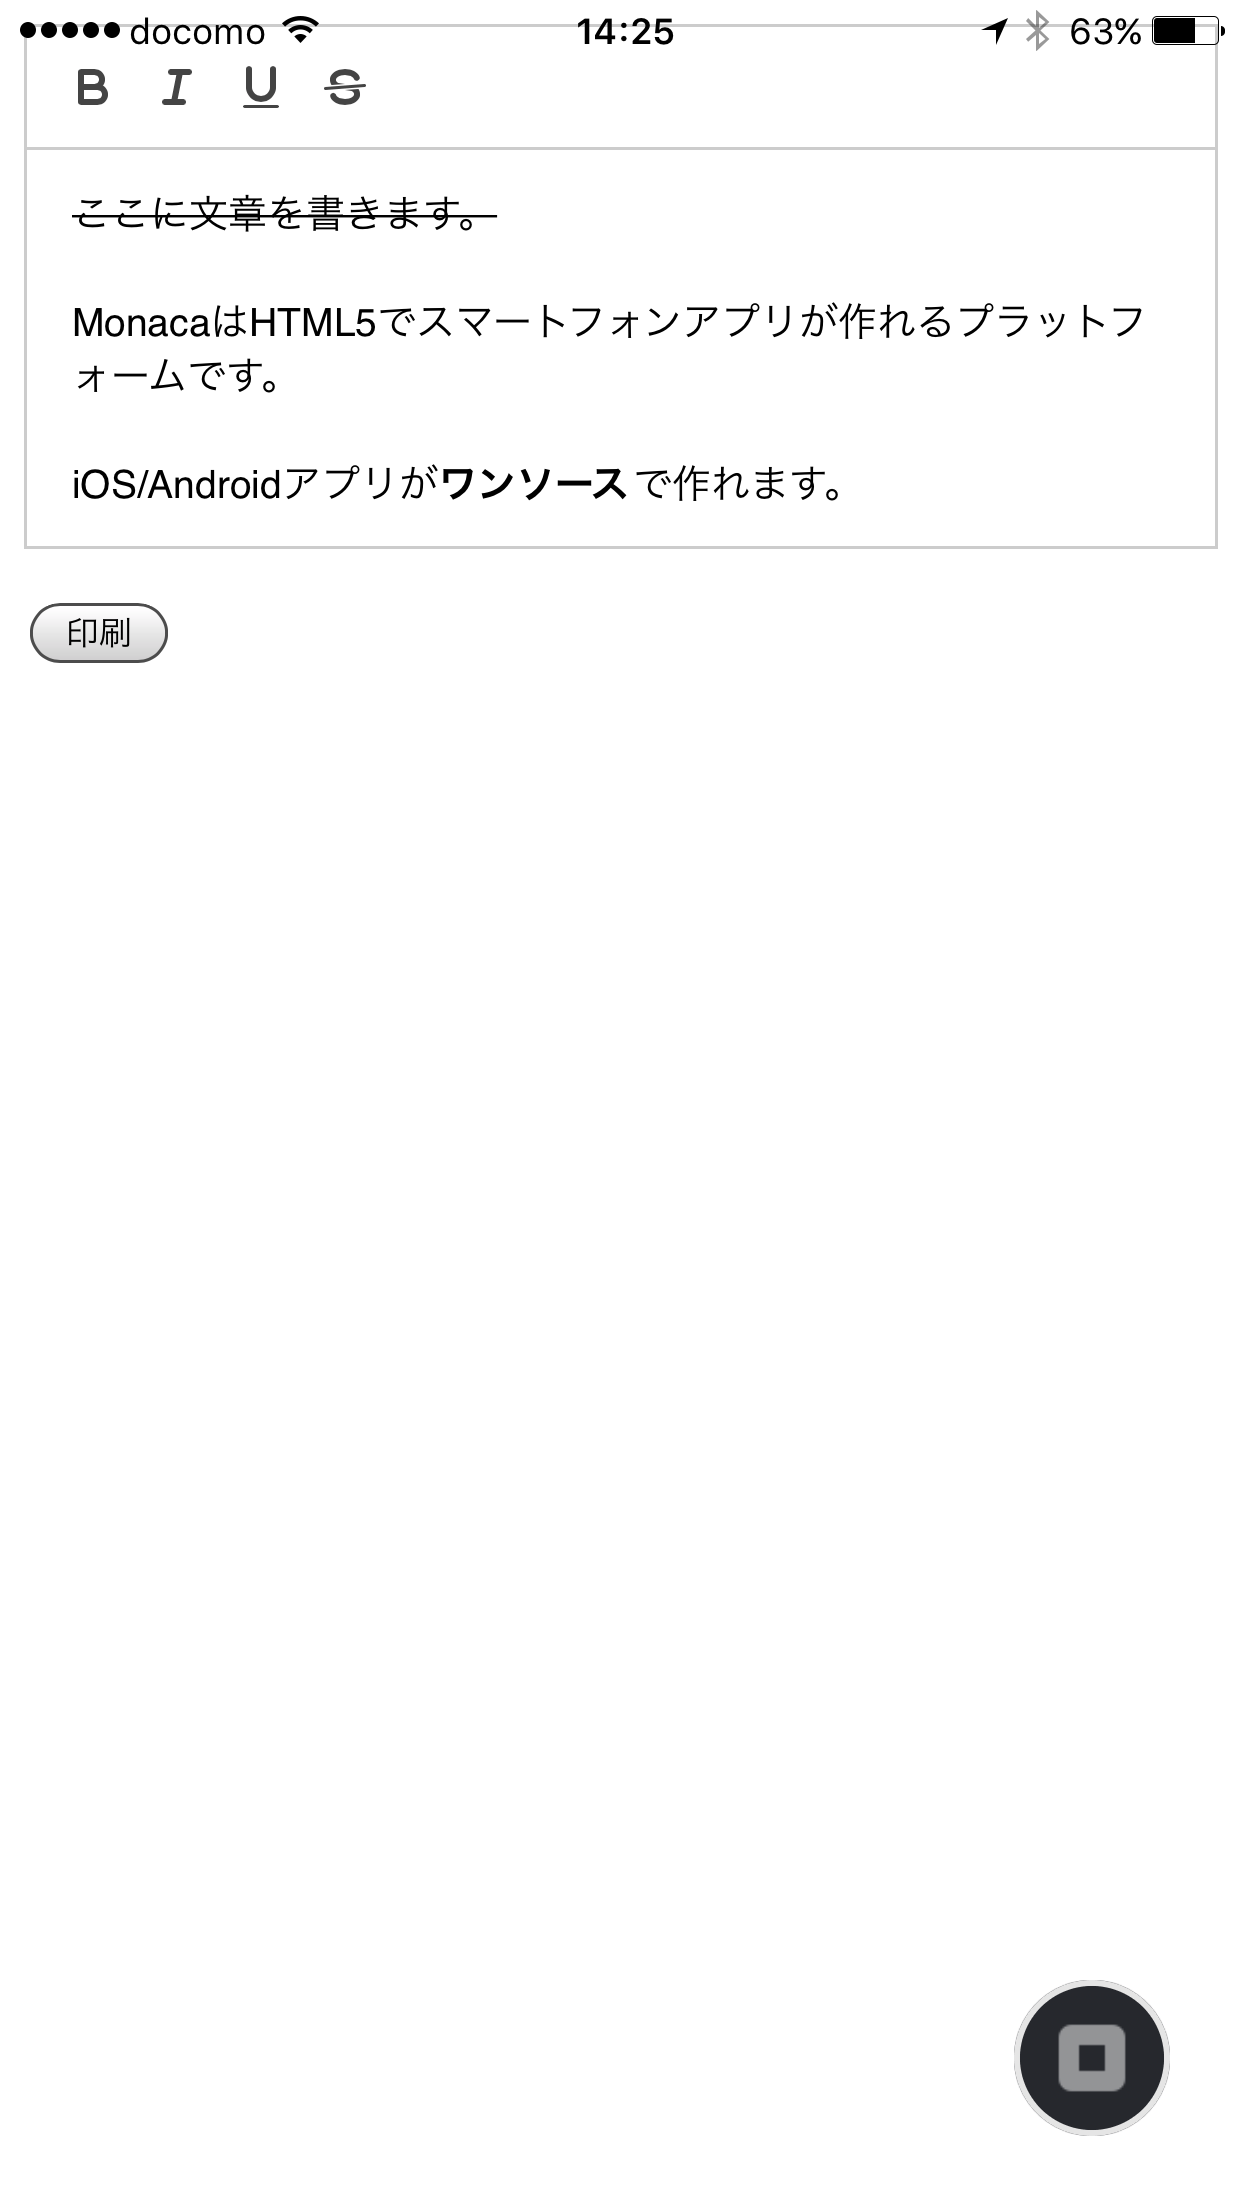 docomo 14:25 63%
B I U S
ここに文章を書きます。
MonacaはHTML5でスマートフォンアプリが作れるプラットフ
ォームです。
iOS/Androidアプリがワンソースで作れます。
印刷